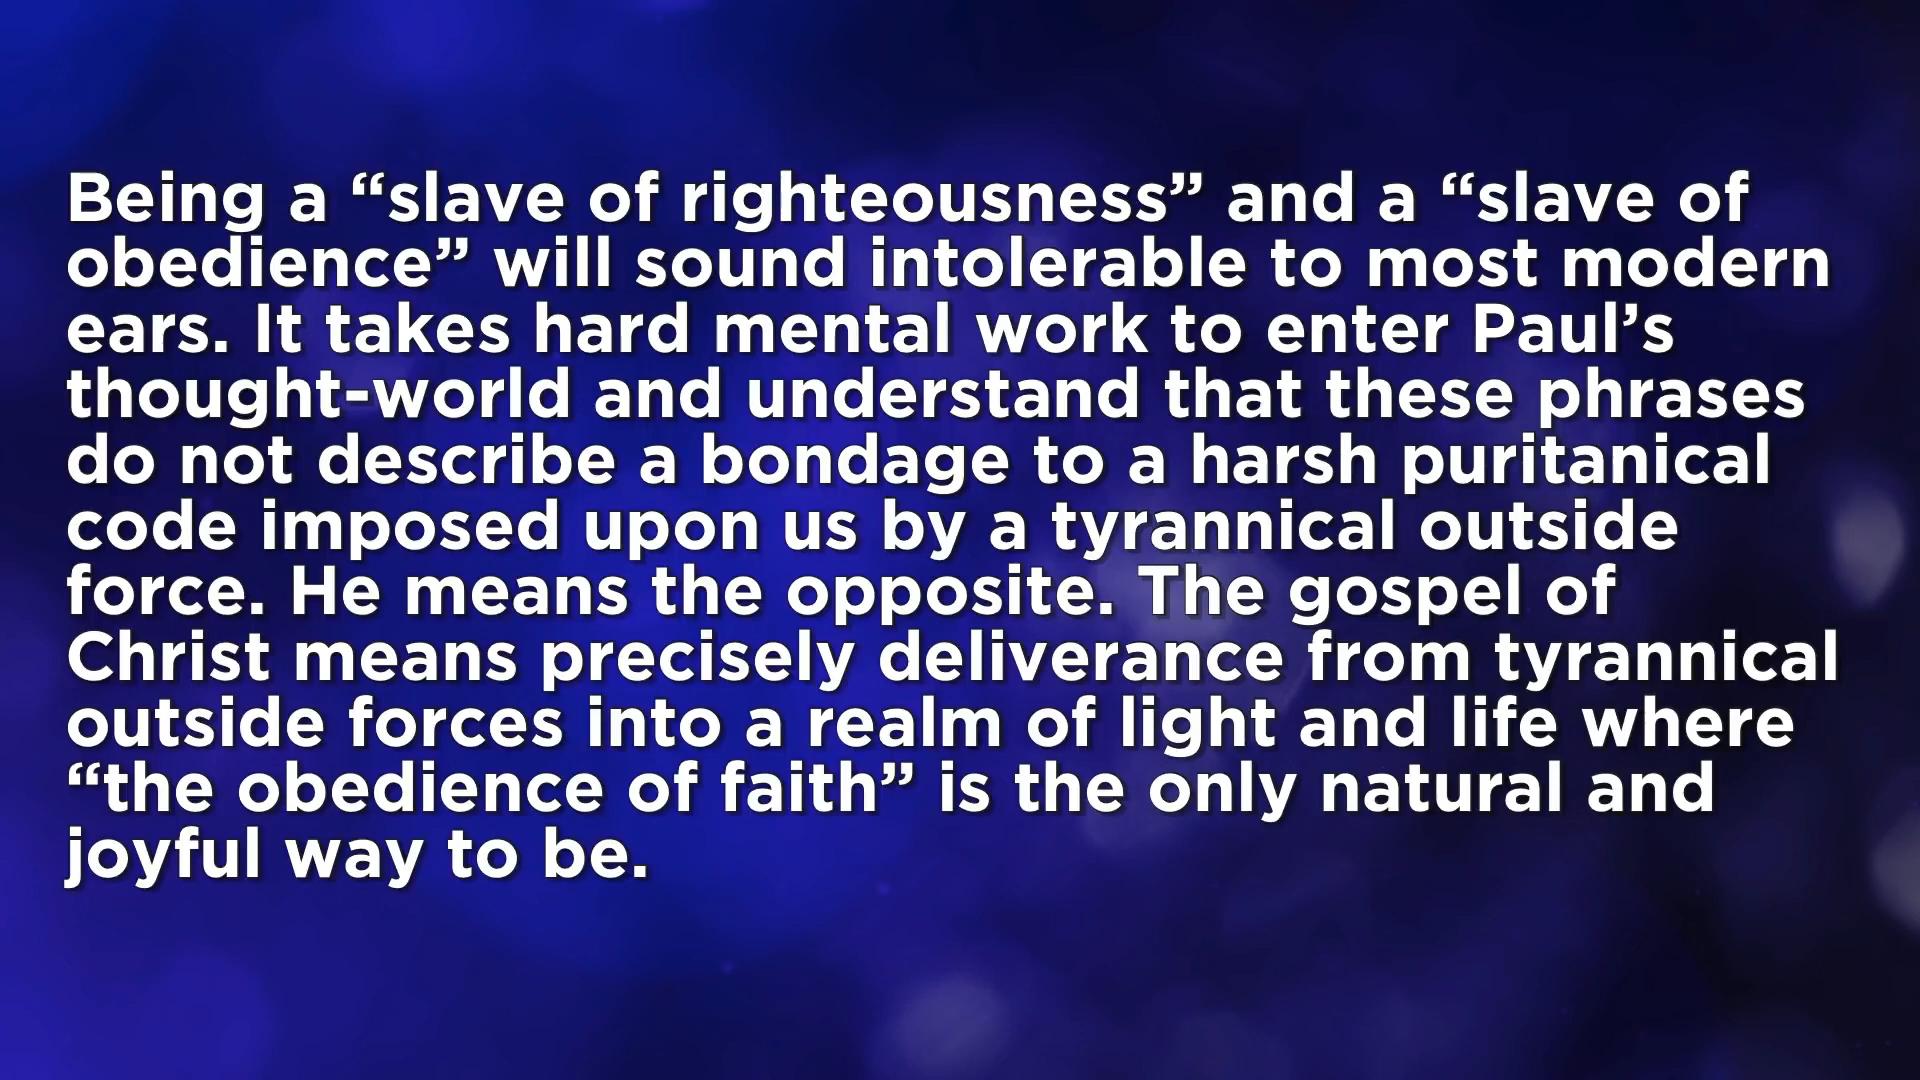 Being a “slave of righteousness” and a “slave of
obedience” will sound intolerable to most modern
ears. It takes hard mental work to enter Paul’s
thought-world and understand that these phrases
do not describe a bondage to a harsh puritanical
code imposed upon us by a tyrannical outside
force. He means the opposite. The gospel of
Christ means precisely deliverance from tyrannical
outside forces into a realm of light and life where
“the obedience of faith” is the only natural and
joyful way to be.